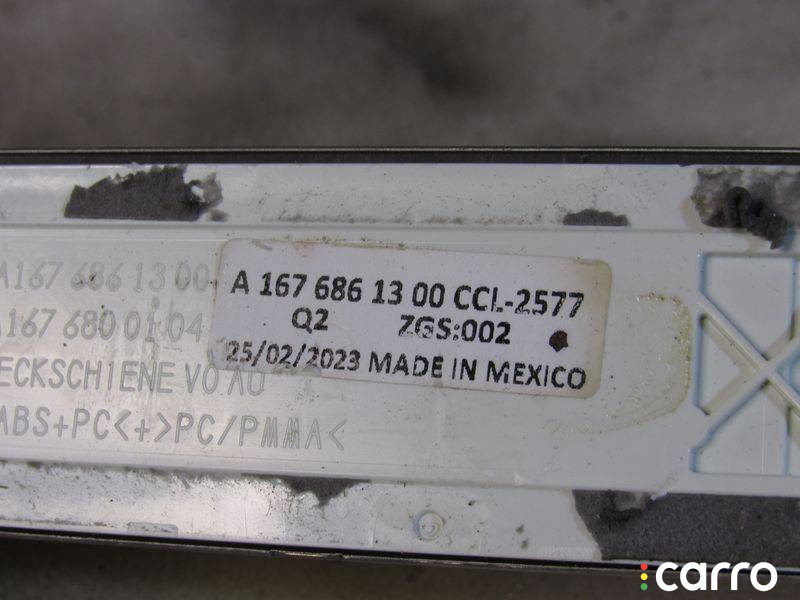 A167 686 13 00
A167 680 01 04
ECKSCHIENE VO AU
ABS+PC<+>PC/PMMA<
A 167 686 13 00 CCL-2577
Q2 ZGS:002
25/02/2023 MADE IN MEXICO
carro